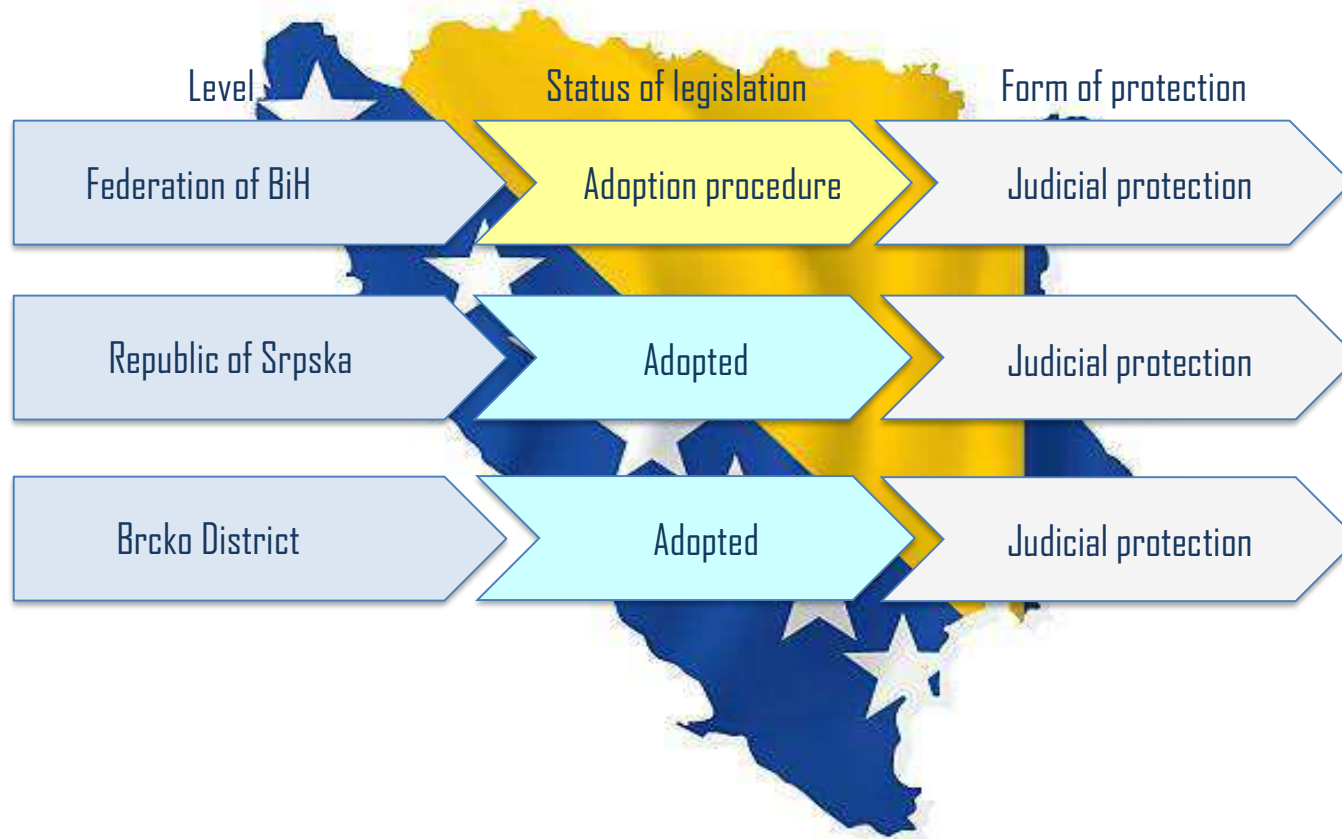 Level Status of legislation Form of protection
Federation of BiH Adoption procedure Judicial protection
Republic of Srpska Adopted Judicial protection
Brcko District Adopted Judicial protection